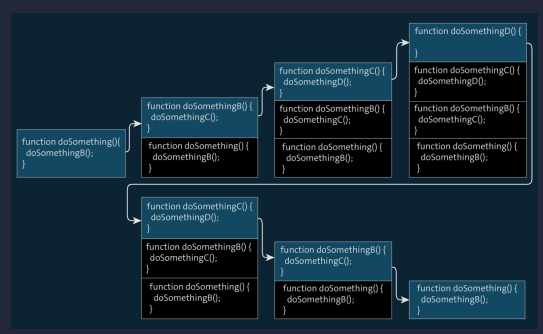 function doSomething(){
doSomethingB();
}
function doSomethingB() {
doSomethingC();
}
function doSomething() {
doSomethingB();
}
function doSomethingC() {
doSomethingD();
}
function doSomethingB() {
doSomethingC();
}
function doSomething() {
doSomethingB();
}
function doSomethingD() {
}
function doSomethingC() {
doSomethingD();
}
function doSomethingB() {
doSomethingC();
}
function doSomething() {
doSomethingB();
}
function doSomethingC() {
doSomethingD();
}
function doSomethingB() {
doSomethingC();
}
function doSomething() {
doSomethingB();
}
function doSomethingB() {
doSomethingC();
}
function doSomething() {
doSomethingB();
}
function doSomething() {
doSomethingB();
}